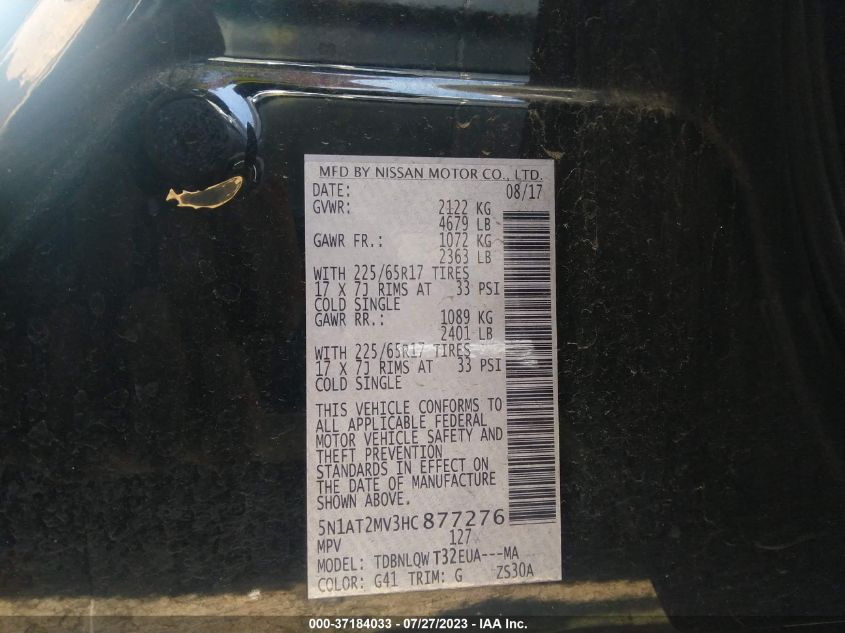 MFD BY NISSAN MOTOR CO., LTD.
DATE: 08/17
GVWR: 2122 KG
4679 LB
GAWR FR.: 1072 KG
2363 LB
WITH 225/65R17 TIRES
17 X 7J RIMS AT 33 PSI
COLD SINGLE
GAWR RR.: 1089 KG
2401 LB
WITH 225/65R17 TIRES
17 X 7J RIMS AT 33 PSI
COLD SINGLE
THIS VEHICLE CONFORMS TO
ALL APPLICABLE FEDERAL
MOTOR VEHICLE SAFETY AND
THEFT PREVENTION
STANDARDS IN EFFECT ON
THE DATE OF MANUFACTURE
SHOWN ABOVE.
5N1AT2MV3HC877276
MPV 127
MODEL: TDBNLQW T32EUA---MA
COLOR: G41 TRIM: G ZS30A
000-37184033 - 07/27/2023 - IAA Inc.